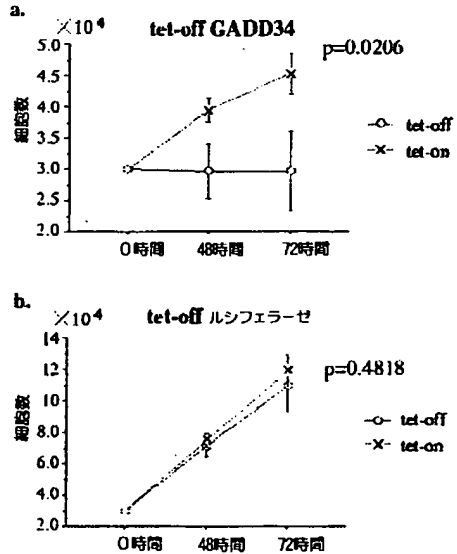 a.
×10⁴ tet-off GADD34
p=0.0206
5.0
4.5
4.0
3.5
3.0
2.5
2.0
細胞数
0時間 48時間 72時間
tet-off
tet-on
b.
×10⁴ tet-off ルシフェラーゼ
p=0.4818
14
12
10
8.0
6.0
4.0
2.0
細胞数
0時間 48時間 72時間
tet-off
tet-on